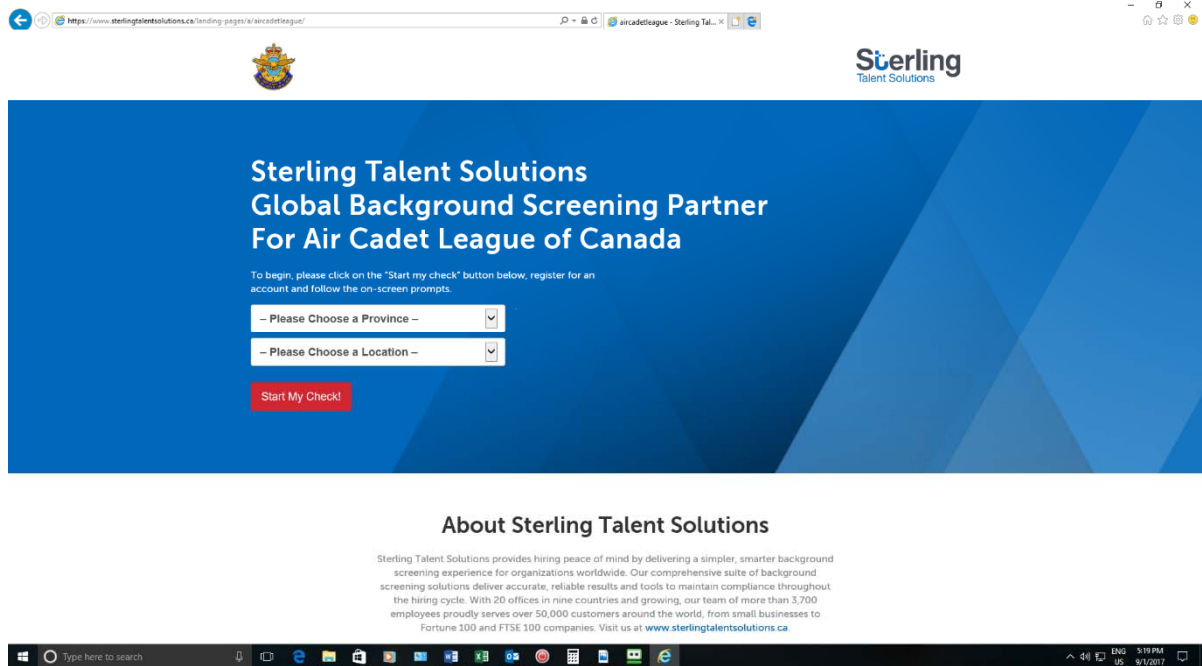 https://www.sterlingtalentsolutions.ca/landing-pages/a/aircadetleague/
aircadetleague - Sterling Tal...
Sterling
Talent Solutions
Sterling Talent Solutions
Global Background Screening Partner
For Air Cadet League of Canada
To begin, please click on the "Start my check" button below, register for an
account and follow the on-screen prompts.
– Please Choose a Province –
– Please Choose a Location –
Start My Check!
About Sterling Talent Solutions
Sterling Talent Solutions provides hiring peace of mind by delivering a simpler, smarter background
screening experience for organizations worldwide. Our comprehensive suite of background
screening solutions deliver accurate, reliable results and tools to maintain compliance throughout
the hiring cycle. With 20 offices in nine countries and growing, our team of more than 3,700
employees proudly serves over 50,000 customers around the world, from small businesses to
Fortune 100 and FTSE 100 companies. Visit us at www.sterlingtalentsolutions.ca
Type here to search
ENG
US
5:19 PM
9/1/2017